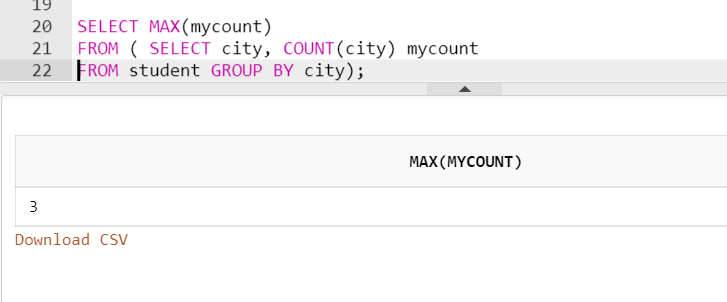 19
20 SELECT MAX(mycount)
21 FROM ( SELECT city, COUNT(city) mycount
22 FROM student GROUP BY city);
MAX(MYCOUNT)
3
Download CSV